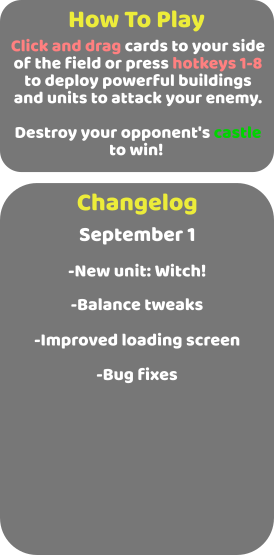 How To Play
Click and drag cards to your side
of the field or press hotkeys 1-8
to deploy powerful buildings
and units to attack your enemy.
Destroy your opponent's castle
to win!
Changelog
September 1
-New unit: Witch!
-Balance tweaks
-Improved loading screen
-Bug fixes